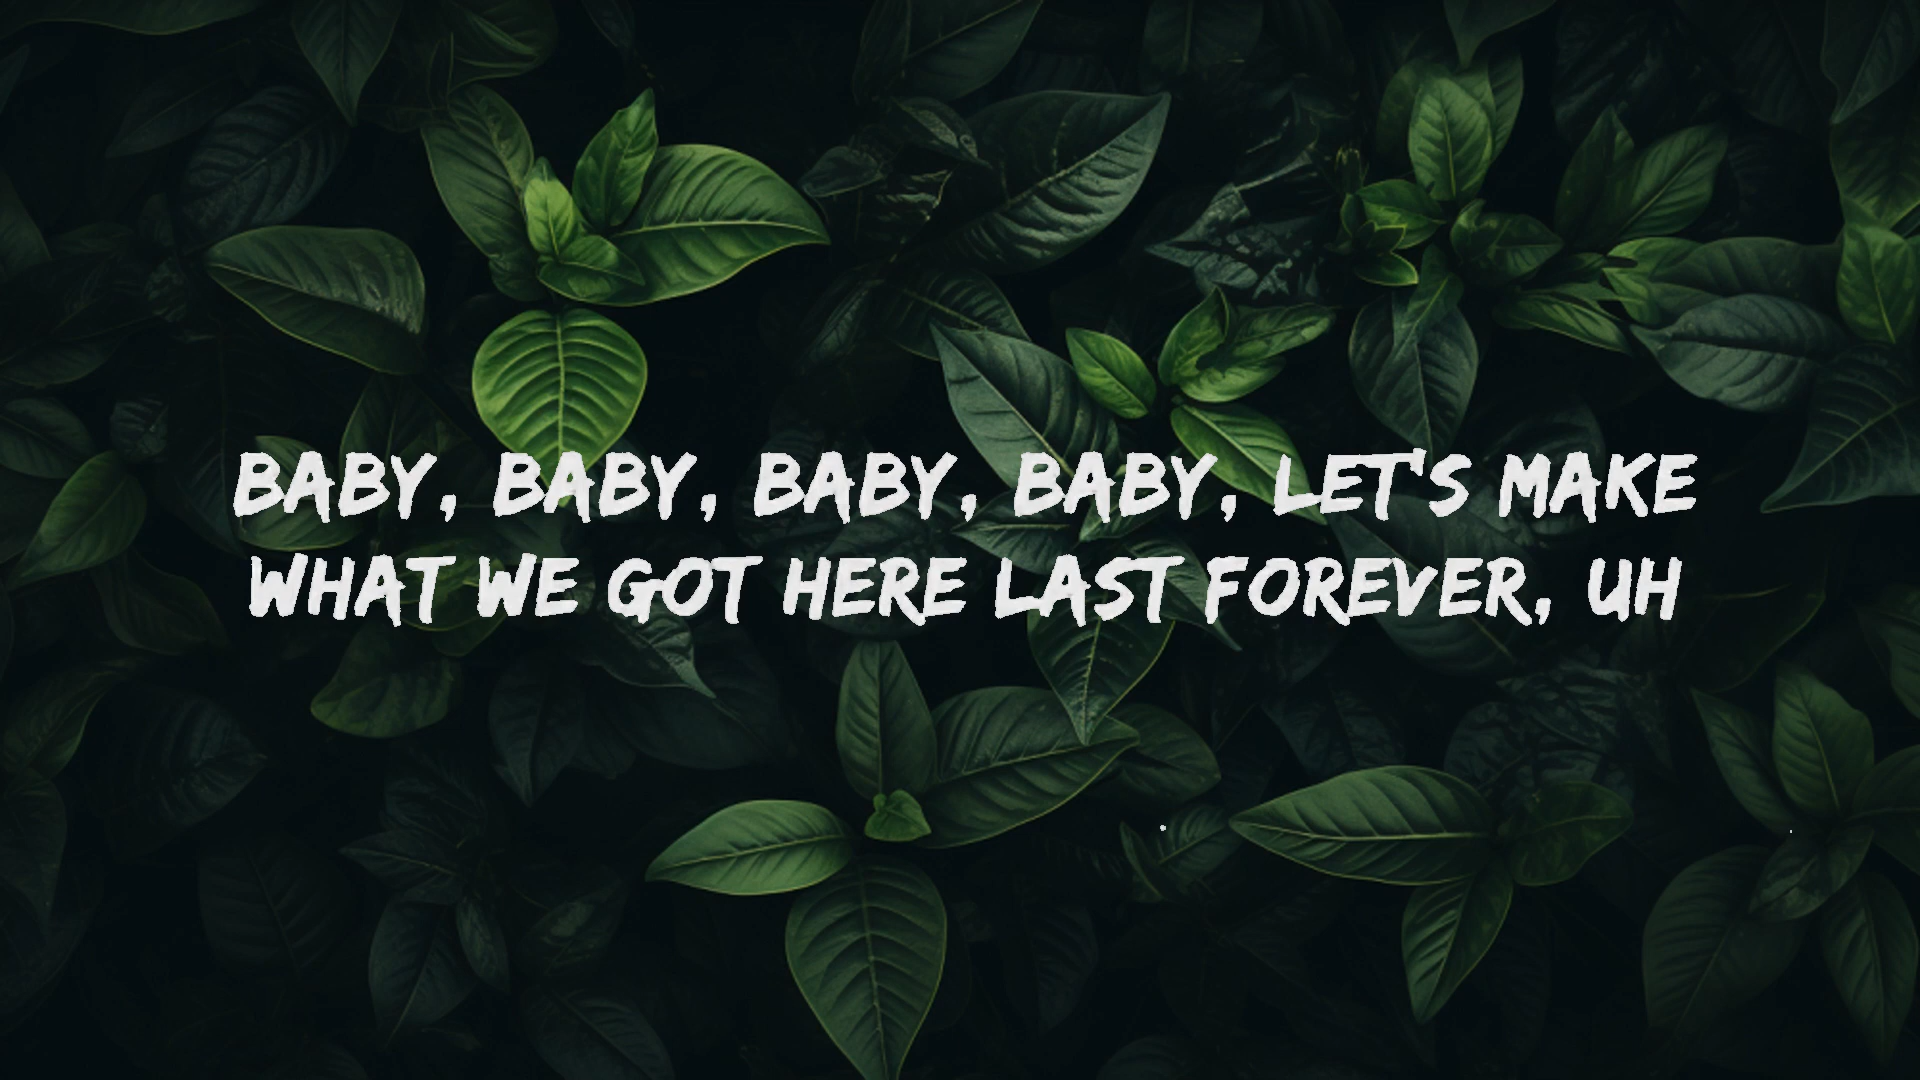 BABY, BABY, BABY, BABY, LET'S MAKE
WHAT WE GOT HERE LAST FOREVER, UH